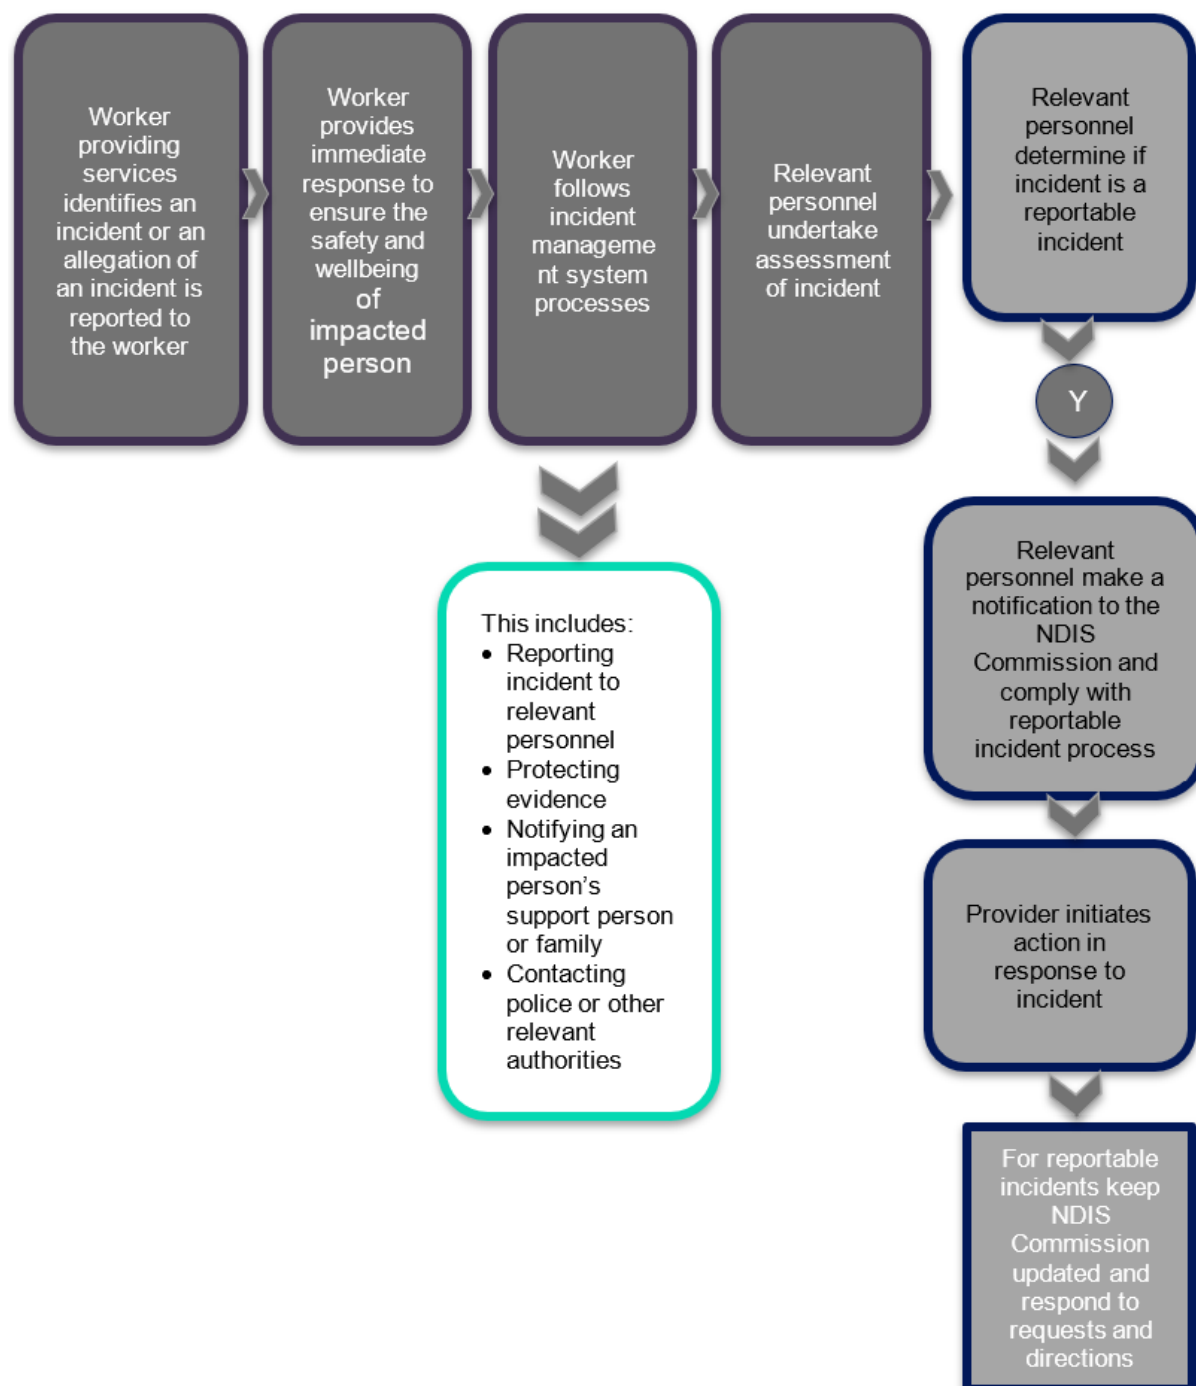 Worker
providing
services
identifies an
incident or an
allegation of
an incident is
reported to
the worker
Worker
provides
immediate
response to
ensure the
safety and
wellbeing
of
impacted
person
Worker
follows
incident
manageme
nt system
processes
Relevant
personnel
undertake
assessment
of incident
Relevant
personnel
determine if
incident is a
reportable
incident
Y
This includes:
• Reporting
incident to
relevant
personnel
• Protecting
evidence
• Notifying an
impacted
person’s
support person
or family
• Contacting
police or other
relevant
authorities
Relevant
personnel make a
notification to the
NDIS
Commission and
comply with
reportable
incident process
Provider initiates
action in
response to
incident
For reportable
incidents keep
NDIS
Commission
updated and
respond to
requests and
directions